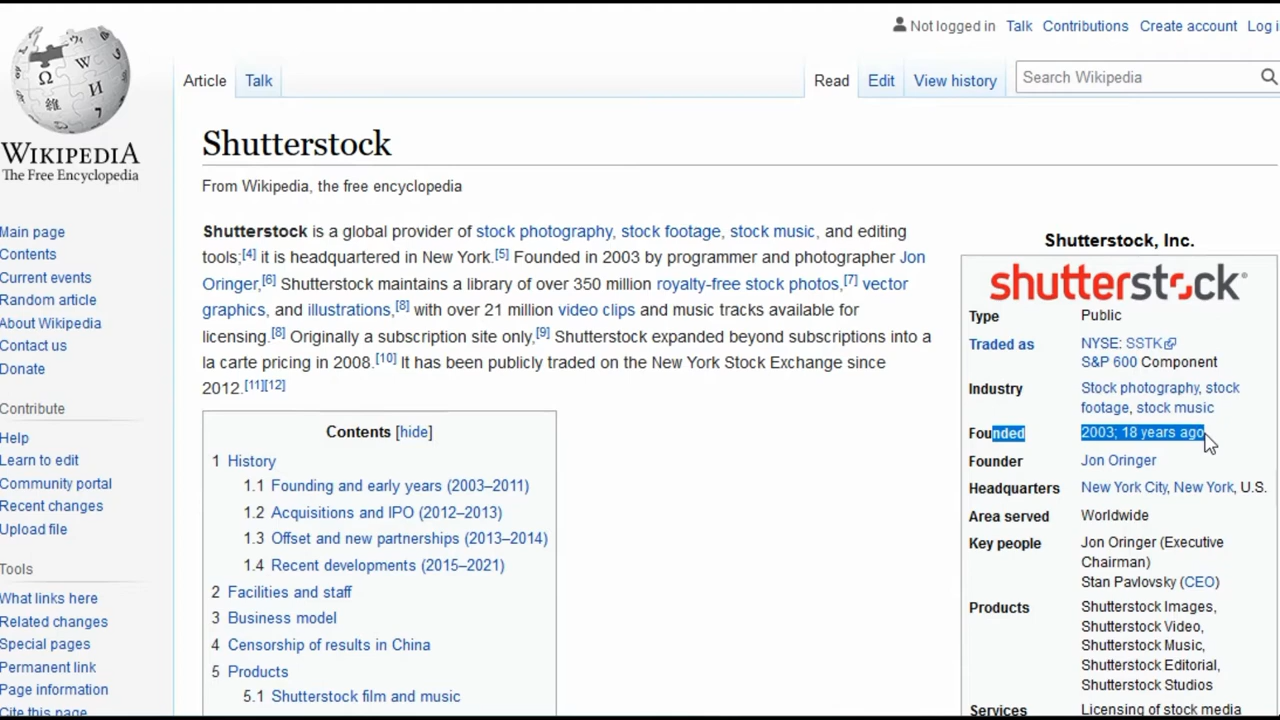 Not logged in Talk Contributions Create account Log i
Article Talk Read Edit View history Search Wikipedia
WIKIPEDIA
The Free Encyclopedia
Main page
Contents
Current events
Random article
About Wikipedia
Contact us
Donate
Contribute
Help
Learn to edit
Community portal
Recent changes
Upload file
Tools
What links here
Related changes
Special pages
Permanent link
Page information
Cite this page
Shutterstock
From Wikipedia, the free encyclopedia
Shutterstock is a global provider of stock photography, stock footage, stock music, and editing
tools;[4] it is headquartered in New York.[5] Founded in 2003 by programmer and photographer Jon
Oringer,[6] Shutterstock maintains a library of over 350 million royalty-free stock photos,[7] vector
graphics, and illustrations,[8] with over 21 million video clips and music tracks available for
licensing.[8] Originally a subscription site only,[9] Shutterstock expanded beyond subscriptions into a
la carte pricing in 2008.[10] It has been publicly traded on the New York Stock Exchange since
2012.[11][12]
Contents [hide]
1 History
1.1 Founding and early years (2003–2011)
1.2 Acquisitions and IPO (2012–2013)
1.3 Offset and new partnerships (2013–2014)
1.4 Recent developments (2015–2021)
2 Facilities and staff
3 Business model
4 Censorship of results in China
5 Products
5.1 Shutterstock film and music
Shutterstock, Inc.
shutterstock
Type Public
Traded as NYSE: SSTK
S&P 600 Component
Industry Stock photography, stock
footage, stock music
Founded 2003; 18 years ago
Founder Jon Oringer
Headquarters New York City, New York, U.S.
Area served Worldwide
Key people Jon Oringer (Executive
Chairman)
Stan Pavlovsky (CEO)
Products Shutterstock Images,
Shutterstock Video,
Shutterstock Music,
Shutterstock Editorial,
Shutterstock Studios
Services Licensing of stock media